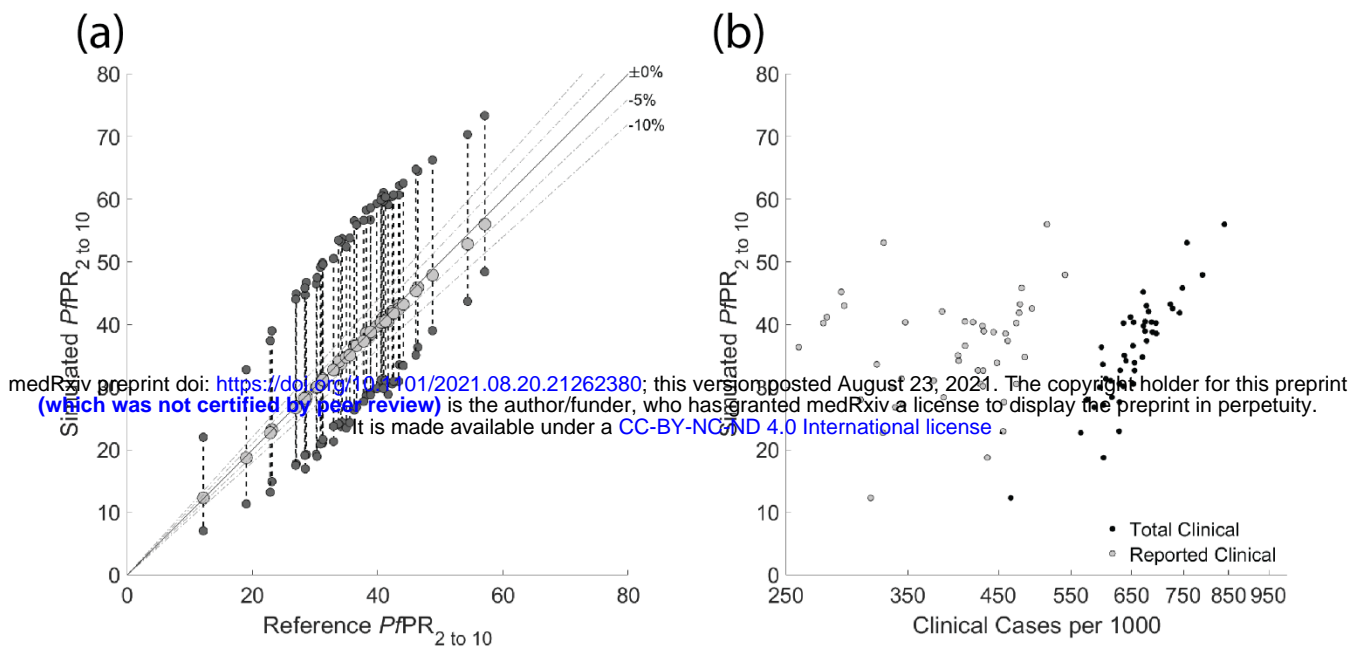 (a)
(b)
80
±0%
-5%
-10%
70
60
50
40
30
20
10
0
Simulated PfPR2 to 10
0 20 40 60 80
Reference PfPR2 to 10
80
70
60
50
40
30
20
10
0
Simulated PfPR2 to 10
medRxiv preprint doi: https://doi.org/10.1101/2021.08.20.21262380; this version posted August 23, 2021. The copyright holder for this preprint
(which was not certified by peer review) is the author/funder, who has granted medRxiv a license to display the preprint in perpetuity.
It is made available under a CC-BY-NC-ND 4.0 International license .
Total Clinical
Reported Clinical
250 350 450 550 650 750 850 950
Clinical Cases per 1000